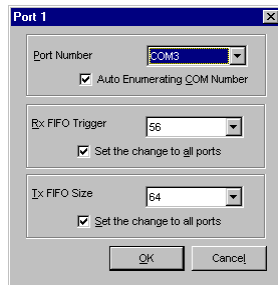 Port 1
Port Number COM3
Auto Enumerating COM Number
Rx FIFO Trigger 56
Set the change to all ports
Tx FIFO Size 64
Set the change to all ports
OK Cancel